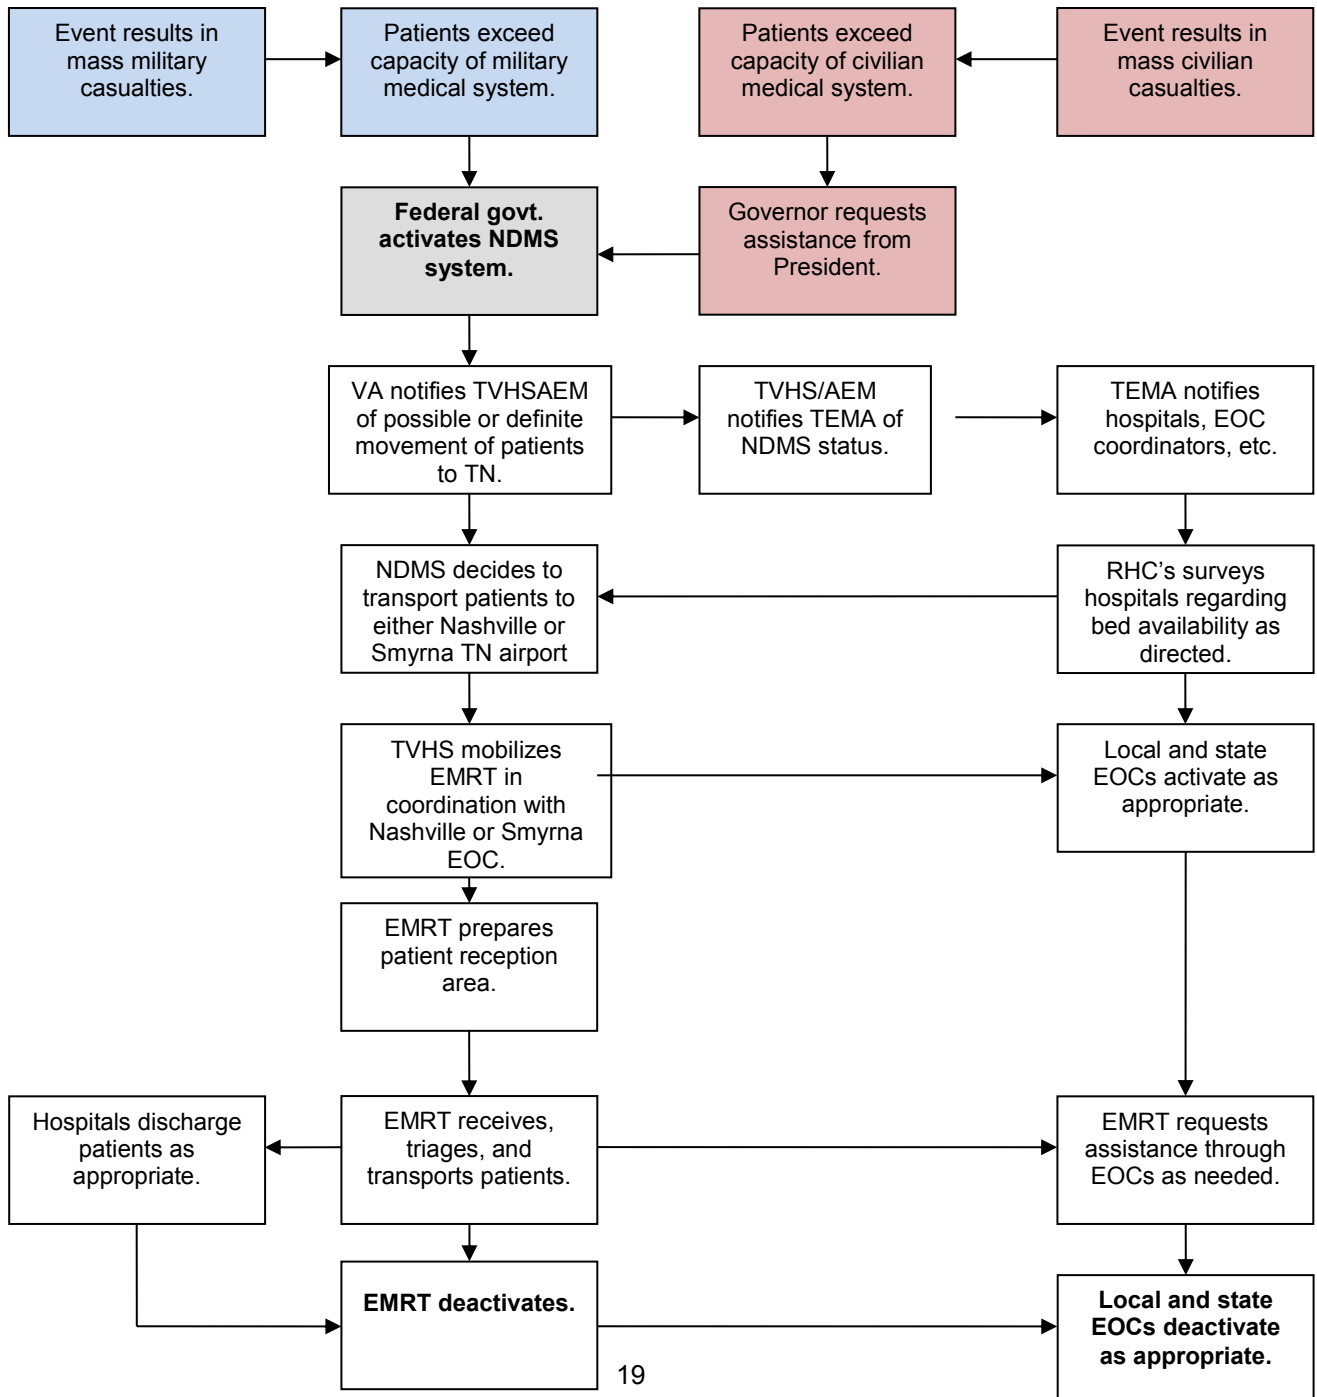 Event results in
mass military
casualties.
Patients exceed
capacity of military
medical system.
Patients exceed
capacity of civilian
medical system.
Event results in
mass civilian
casualties.
Federal govt.
activates NDMS
system.
Governor requests
assistance from
President.
VA notifies TVHSAEM
of possible or definite
movement of patients
to TN.
TVHS/AEM
notifies TEMA of
NDMS status.
TEMA notifies
hospitals, EOC
coordinators, etc.
NDMS decides to
transport patients to
either Nashville or
Smyrna TN airport
RHC’s surveys
hospitals regarding
bed availability as
directed.
TVHS mobilizes
EMRT in
coordination with
Nashville or Smyrna
EOC.
Local and state
EOCs activate as
appropriate.
EMRT prepares
patient reception
area.
Hospitals discharge
patients as
appropriate.
EMRT receives,
triages, and
transports patients.
EMRT requests
assistance through
EOCs as needed.
EMRT deactivates.
Local and state
EOCs deactivate
as appropriate.
19